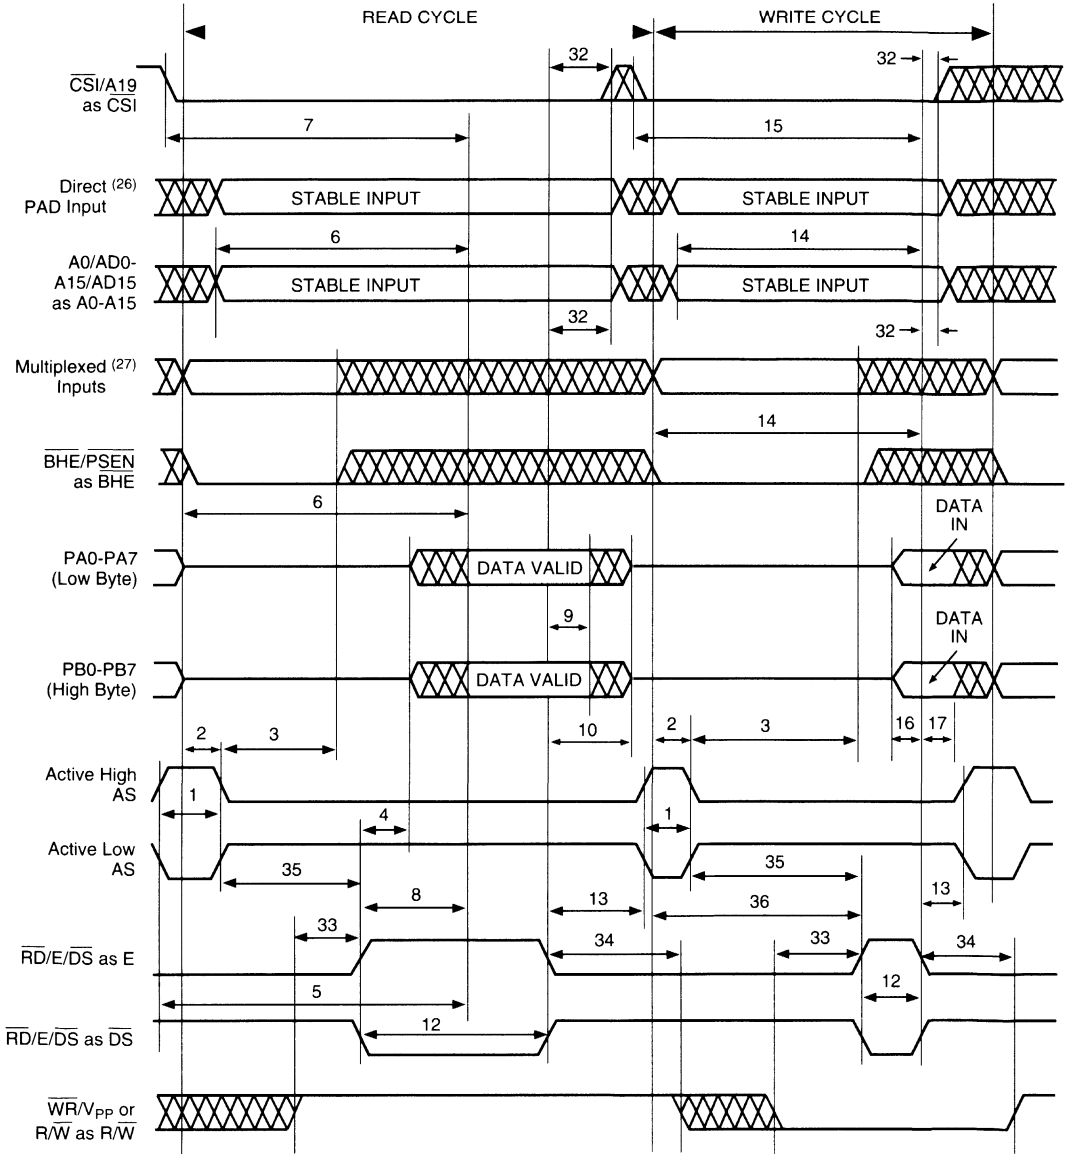 READ CYCLE
WRITE CYCLE
32
32
CSI/A19
as CSI
7
15
Direct (26)
PAD Input
STABLE INPUT
STABLE INPUT
6
14
A0/AD0-
A15/AD15
as A0-A15
STABLE INPUT
STABLE INPUT
32
32
Multiplexed (27)
Inputs
14
BHE/PSEN
as BHE
6
DATA
IN
PA0-PA7
(Low Byte)
DATA VALID
9
DATA
IN
PB0-PB7
(High Byte)
DATA VALID
2
3
10
2
3
16
17
Active High
AS
1
4
1
Active Low
AS
35
35
8
13
36
13
33
34
33
34
RD/E/DS as E
5
12
12
RD/E/DS as DS
WR/VPP or
R/W as R/W